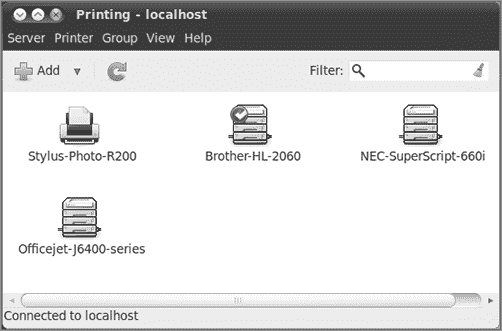 Printing - localhost
Server Printer Group View Help
Add Filter:
Stylus-Photo-R200 Brother-HL-2060 NEC-SuperScript-660i
Officejet-J6400-series
Connected to localhost